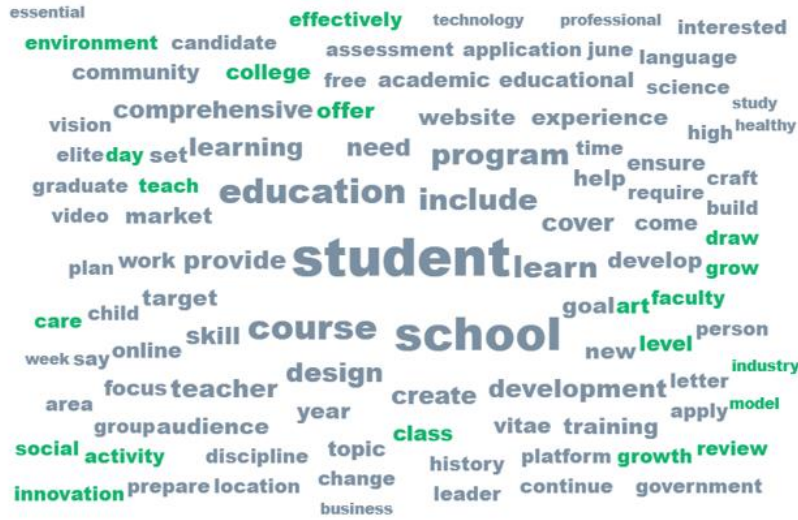 essential effectively technology professional interested
environment candidate assessment application june language
community college free academic educational science
vision comprehensive offer website experience high study healthy
elite day set learning need program time ensure
graduate teach education include help require craft
video market cover come build
plan work provide student learn develop draw grow
care child target goal art faculty
week say online skill course school new level person
area focus teacher design create development letter industry
group audience year class vitae training apply model
social activity discipline topic history platform growth review
innovation prepare location change leader continue government
business